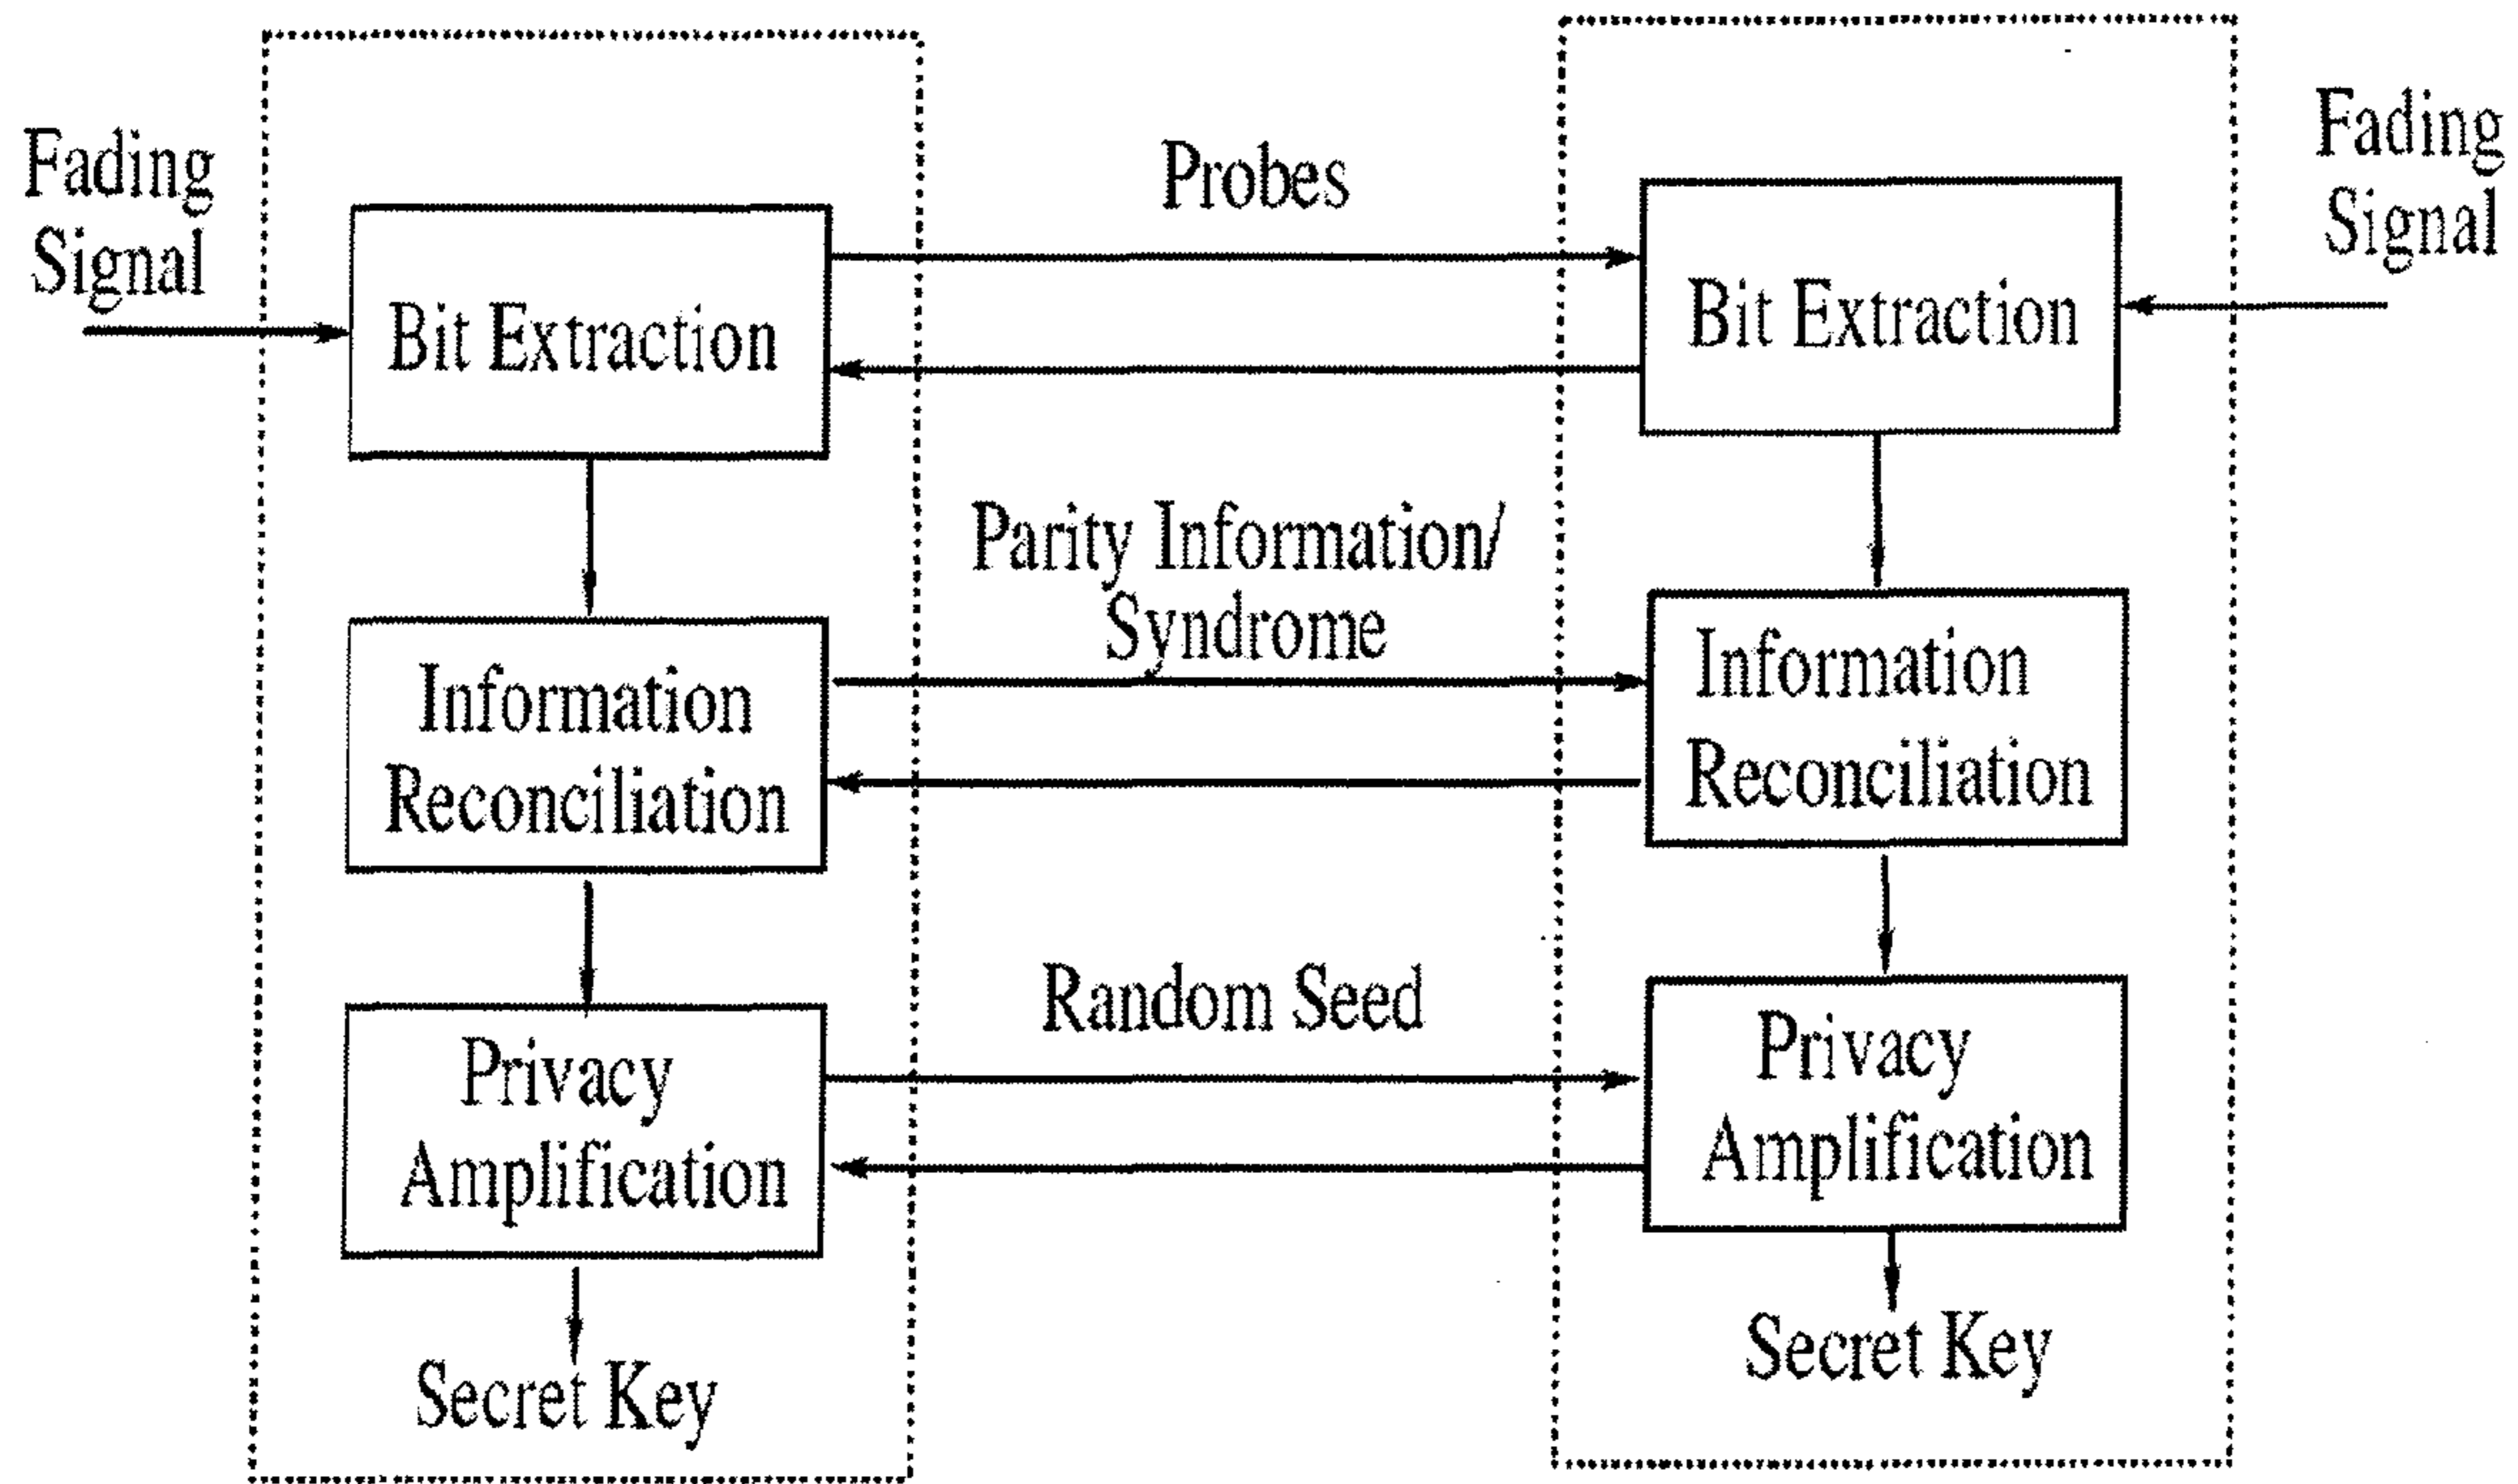 Fading
Signal
Probes
Fading
Signal
Bit Extraction
Bit Extraction
Parity Information/
Syndrome
Information
Reconciliation
Information
Reconciliation
Random Seed
Privacy
Amplification
Privacy
Amplification
Secret Key
Secret Key